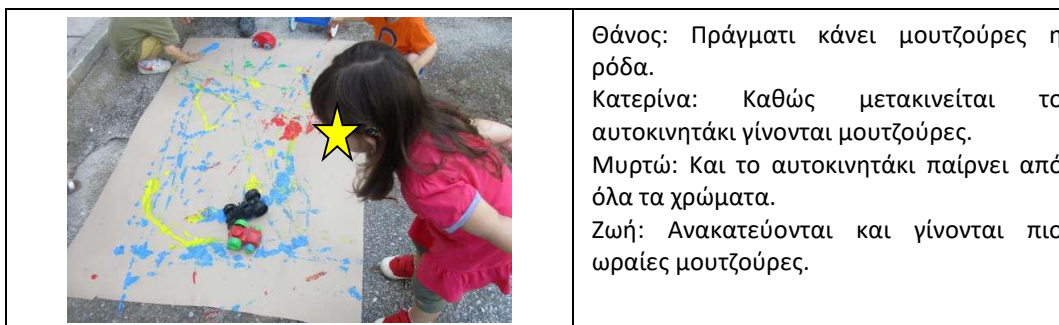 Θάνος: Πράγματι κάνει μουτζούρες η
ρόδα.
Κατερίνα: Καθώς μετακινείται το
αυτοκινητάκι γίνονται μουτζούρες.
Μυρτώ: Και το αυτοκινητάκι παίρνει από
όλα τα χρώματα.
Ζωή: Ανακατεύονται και γίνονται πιο
ωραίες μουτζούρες.